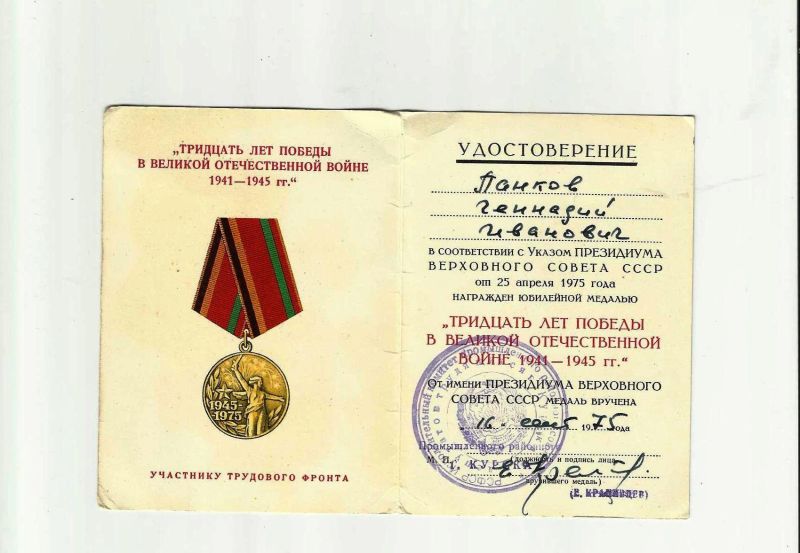 „ТРИДЦАТЬ ЛЕТ ПОБЕДЫ
В ВЕЛИКОЙ ОТЕЧЕСТВЕННОЙ ВОЙНЕ
1941—1945 гг.“
1945-
1975
УЧАСТНИКУ ТРУДОВОГО ФРОНТА
УДОСТОВЕРЕНИЕ
Панков
Геннадий
Иванович
В СООТВЕТСТВИИ С УКАЗОМ ПРЕЗИДИУМА
ВЕРХОВНОГО СОВЕТА СССР
от 25 апреля 1975 года
НАГРАЖДЕН ЮБИЛЕЙНОЙ МЕДАЛЬЮ
„ТРИДЦАТЬ ЛЕТ ПОБЕДЫ
В ВЕЛИКОЙ ОТЕЧЕСТВЕННОЙ
ВОЙНЕ 1941—1945 гг.“
ОТ ИМЕНИ ПРЕЗИДИУМА ВЕРХОВНОГО
СОВЕТА СССР МЕДАЛЬ ВРУЧЕНА
16 1975 года
Промышленного
М. П. г. КУРСКА (должность и подпись лица,
вручившего медаль)
РСФСР